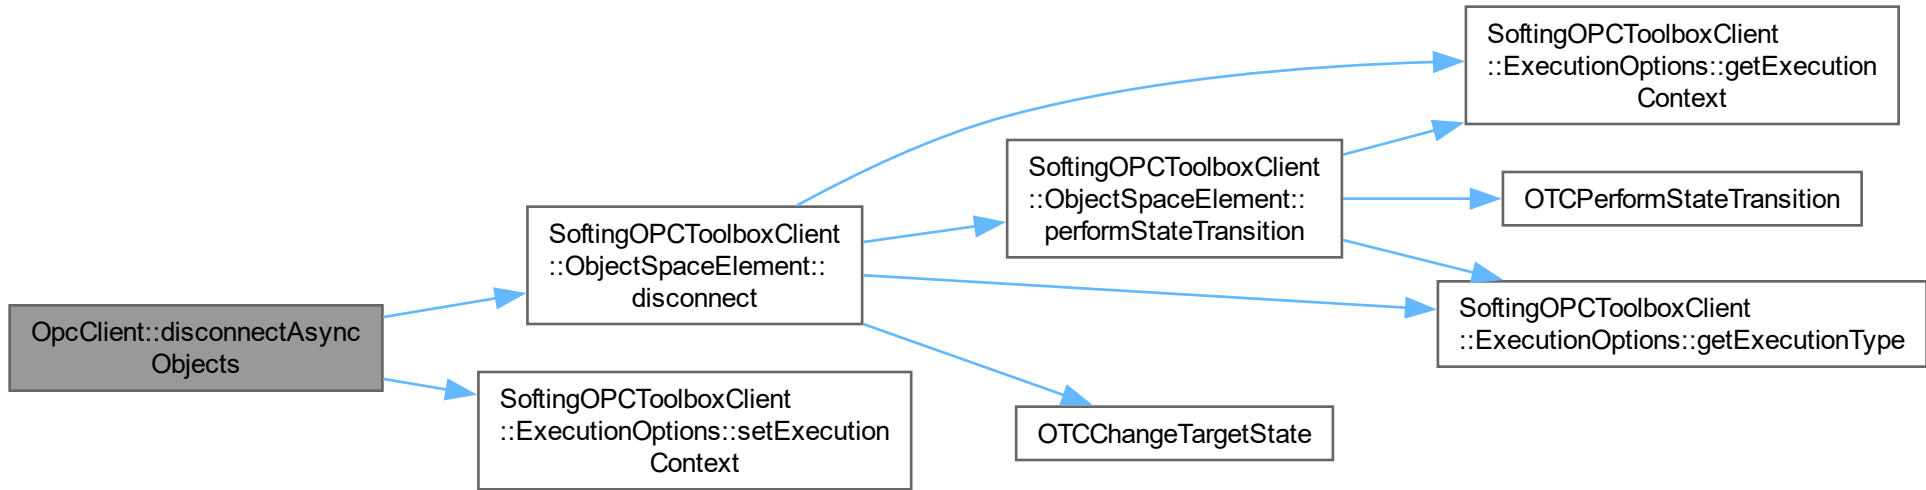 OpcClient::disconnectAsync
Objects
SoftingOPCToolboxClient
::ObjectSpaceElement::
disconnect
SoftingOPCToolboxClient
::ExecutionOptions::setExecution
Context
SoftingOPCToolboxClient
::ObjectSpaceElement::
performStateTransition
OTCChangeTargetState
SoftingOPCToolboxClient
::ExecutionOptions::getExecution
Context
OTCPerformStateTransition
SoftingOPCToolboxClient
::ExecutionOptions::getExecutionType